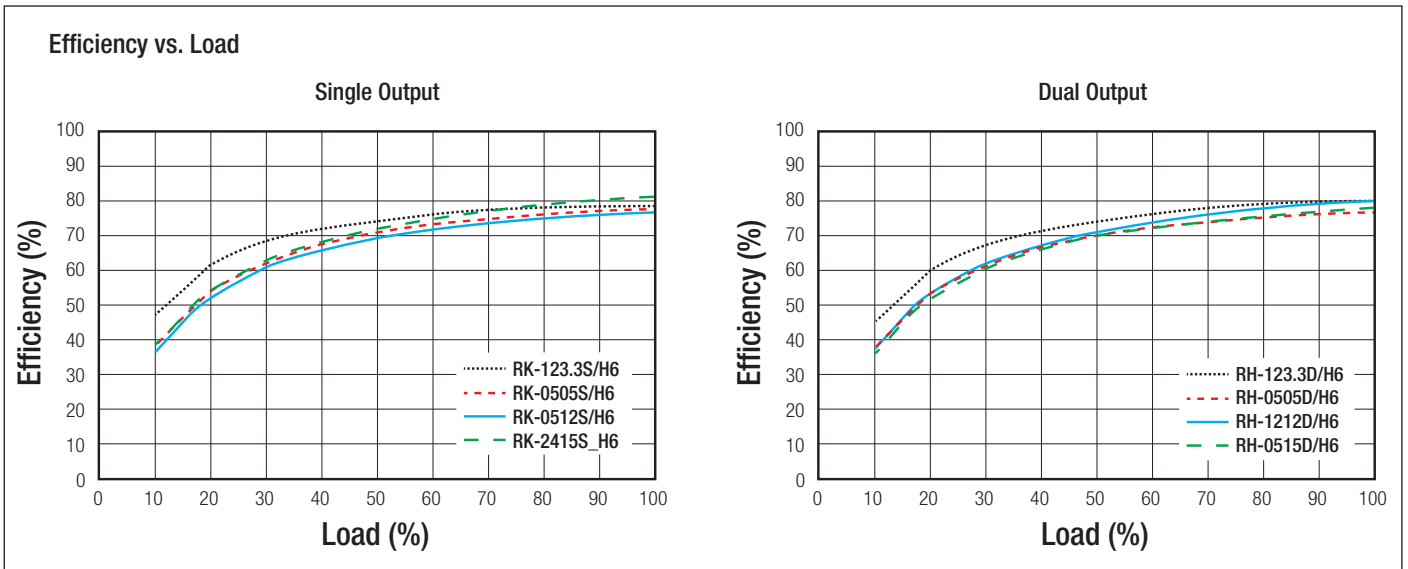 Efficiency vs. Load
Single Output
100
90
80
70
60
50
40
30
20
10
0
Efficiency (%)
RK-123.3S/H6
RK-0505S/H6
RK-0512S/H6
RK-2415S_H6
0 10 20 30 40 50 60 70 80 90 100
Load (%)
Dual Output
100
90
80
70
60
50
40
30
20
10
0
Efficiency (%)
RH-123.3D/H6
RH-0505D/H6
RH-1212D/H6
RH-0515D/H6
0 10 20 30 40 50 60 70 80 90 100
Load (%)